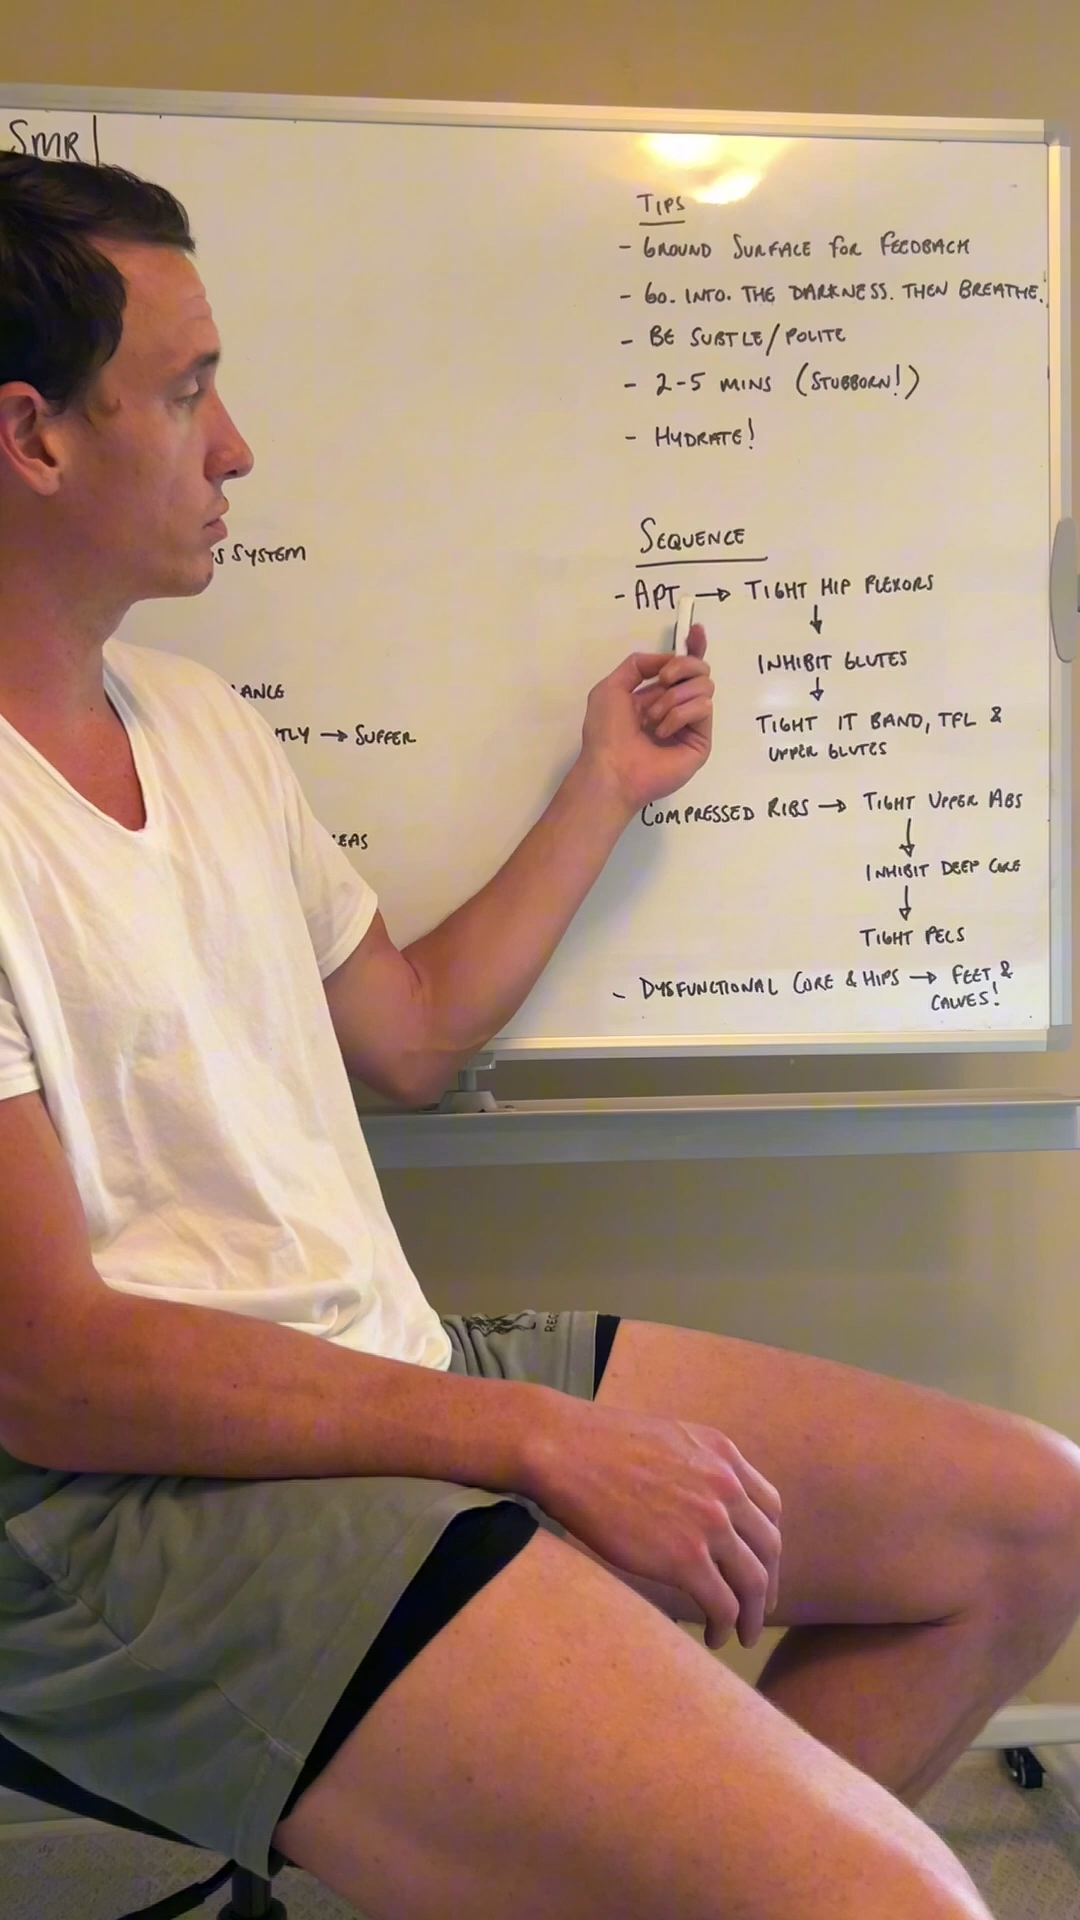 SMR
TIPS
- GROUND SURFACE FOR FEEDBACK
- GO. INTO. THE DARKNESS. THEN BREATHE.
- BE SUBTLE/POLITE
- 2-5 MINS (STUBBORN!)
- HYDRATE!
SEQUENCE
S SYSTEM
- APT → TIGHT HIP FLEXORS
↓
INHIBIT GLUTES
↓
LANCE
TIGHT IT BAND, TFL &
UPPER GLUTES
TLY → SUFFER
COMPRESSED RIBS → TIGHT UPPER ABS
↓
EAS
INHIBIT DEEP CORE
↓
TIGHT PECS
- DYSFUNCTIONAL CORE & HIPS → FEET &
CALVES!
REC